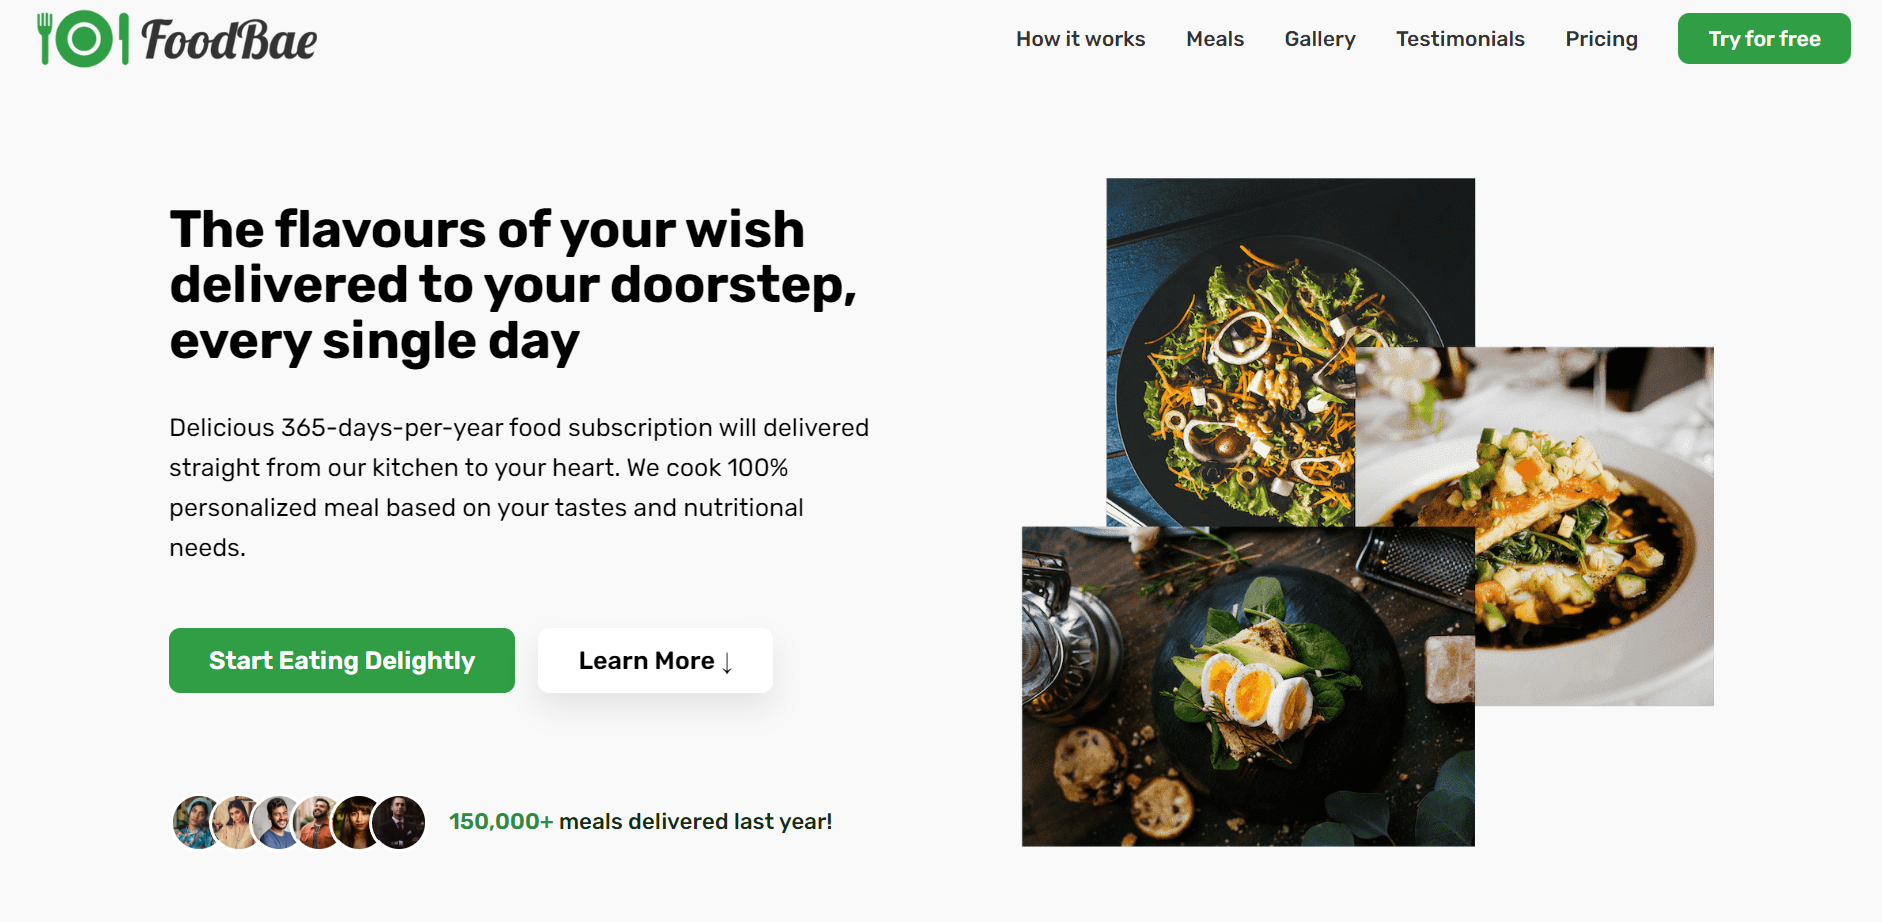 FoodBae
How it works
Meals
Gallery
Testimonials
Pricing
Try for free
The flavours of your wish
delivered to your doorstep,
every single day
Delicious 365-days-per-year food subscription will delivered
straight from our kitchen to your heart. We cook 100%
personalized meal based on your tastes and nutritional
needs.
Start Eating Delightly
Learn More ↓
150,000+ meals delivered last year!